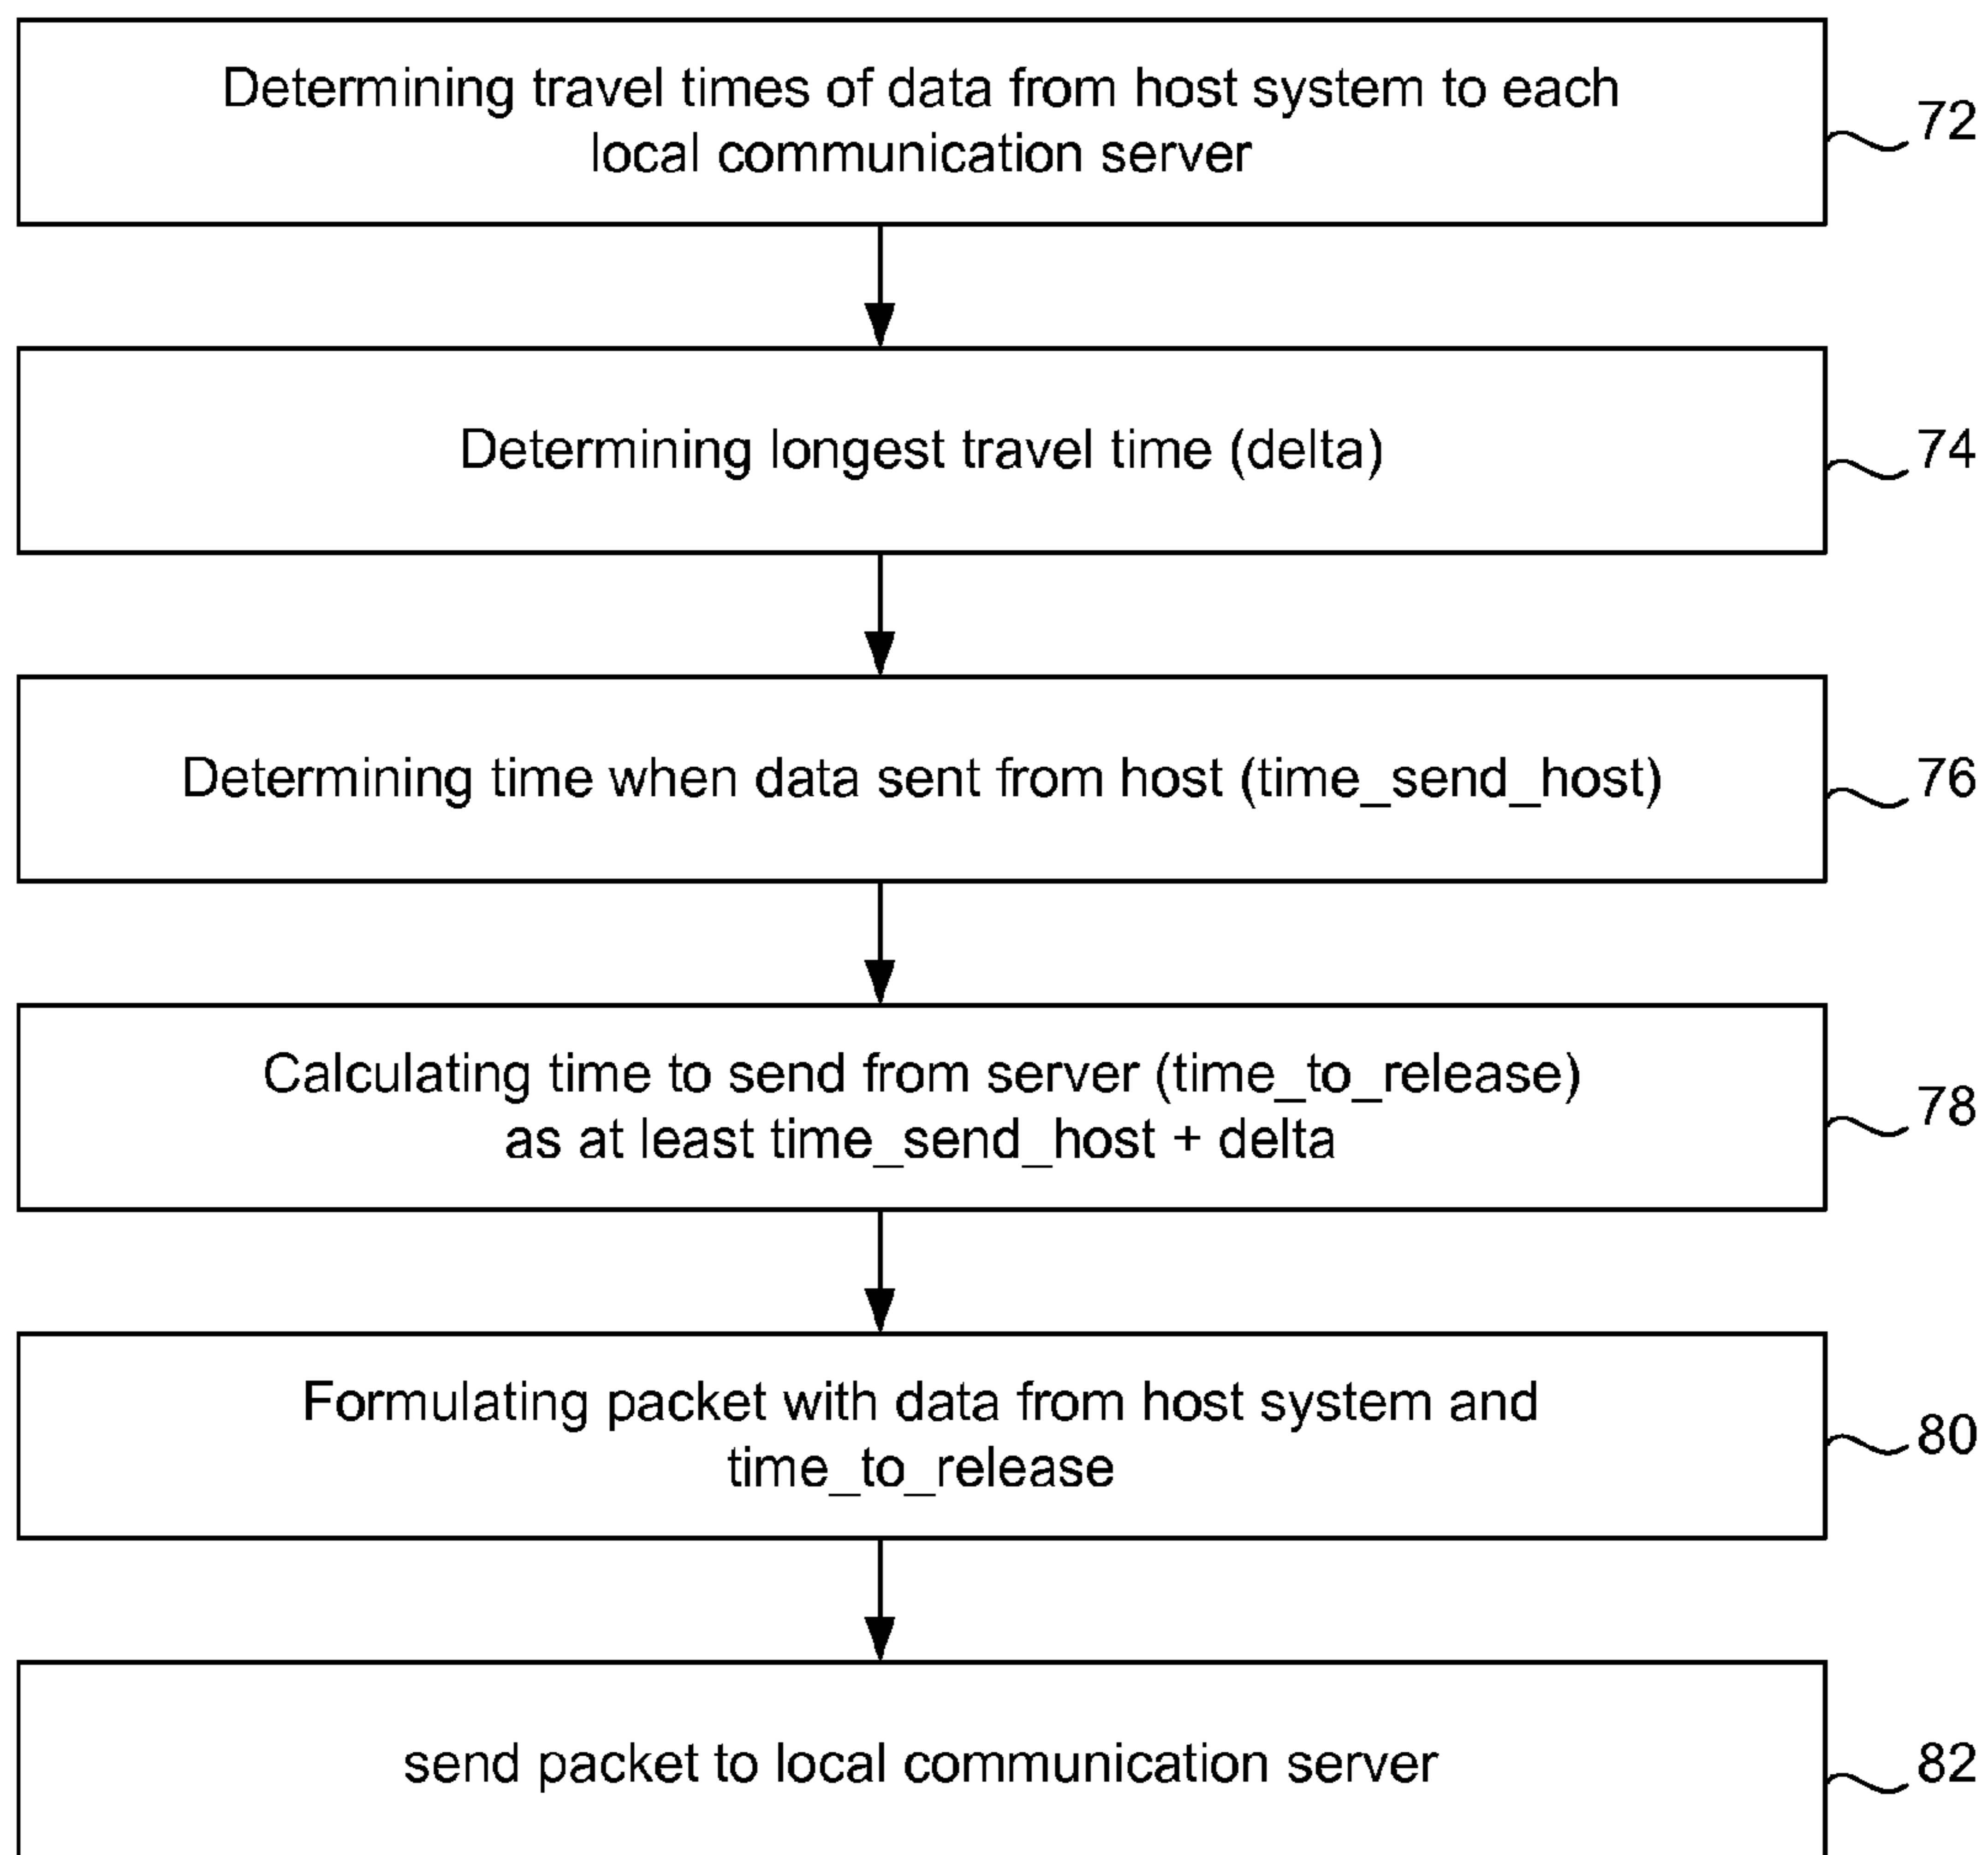 Determining travel times of data from host system to each
local communication server
72
Determining longest travel time (delta)
74
Determining time when data sent from host (time_send_host)
76
Calculating time to send from server (time_to_release)
as at least time_send_host + delta
78
Formulating packet with data from host system and
time_to_release
80
send packet to local communication server
82